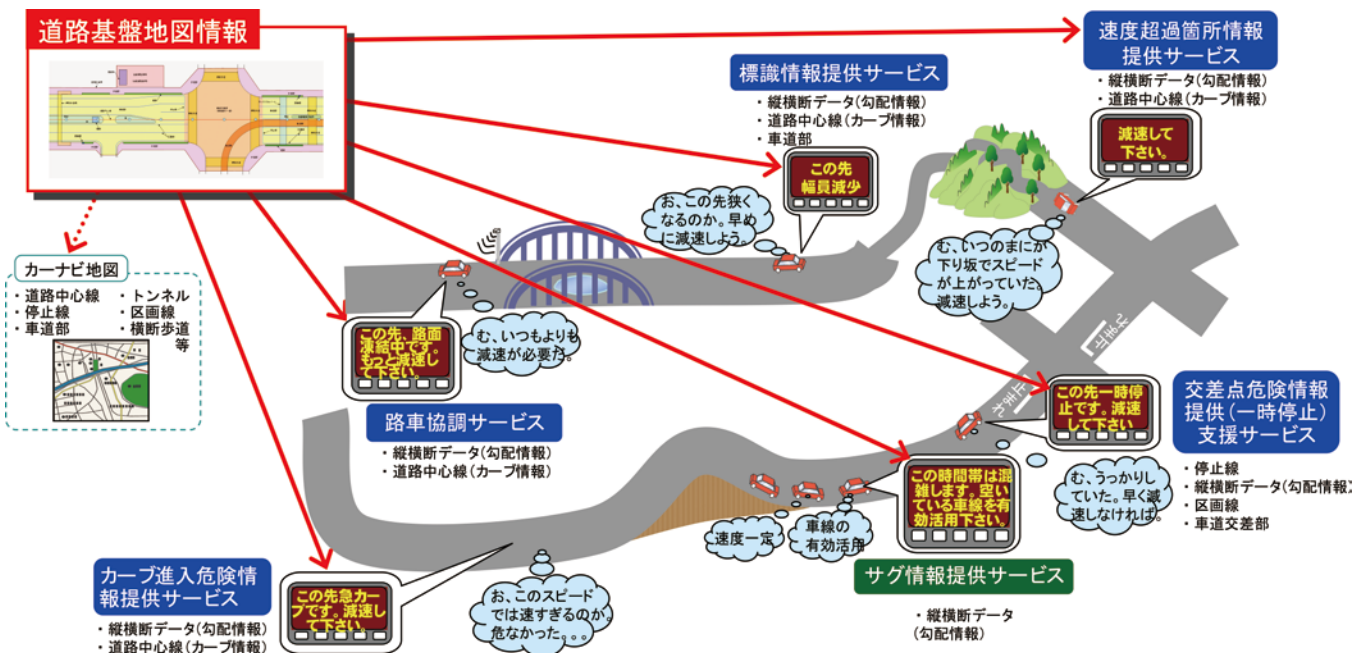 道路基盤地図情報
速度超過箇所情報
提供サービス
・縦横断データ(勾配情報)
・道路中心線(カーブ情報)
減速して
下さい。
標識情報提供サービス
・縦横断データ(勾配情報)
・道路中心線(カーブ情報)
・車道部
この先
幅員減少
お、この先狭く
なるのか。早め
に減速しよう。
む、いつのまにか
下り坂でスピード
が上がっていた。
減速しよう。
カーナビ地図
・道路中心線
・停止線
・車道部
・トンネル
・区画線
・横断歩道
等
この先、路面
凍結中です。
もっと減速し
て下さい。
む、いつもよりも
減速が必要だ。
路車協調サービス
・縦横断データ(勾配情報)
・道路中心線(カーブ情報)
止まれ
止まれ
この先一時停
止です。減速
して下さい
交差点危険情報
提供(一時停止)
支援サービス
・停止線
・縦横断データ(勾配情報)
・区画線
・車道交差部
む、うっかりし
ていた。早く減
速しなければ。
この時間帯は混
雑します。空い
ている車線を有
効活用下さい。
速度一定
車線の
有効活用
サグ情報提供サービス
・縦横断データ
(勾配情報)
カーブ進入危険情
報提供サービス
・縦横断データ(勾配情報)
・道路中心線(カーブ情報)
この先急カー
ブです。減速し
て下さい。
お、このスピード
では速すぎるのか。
危なかった。。。